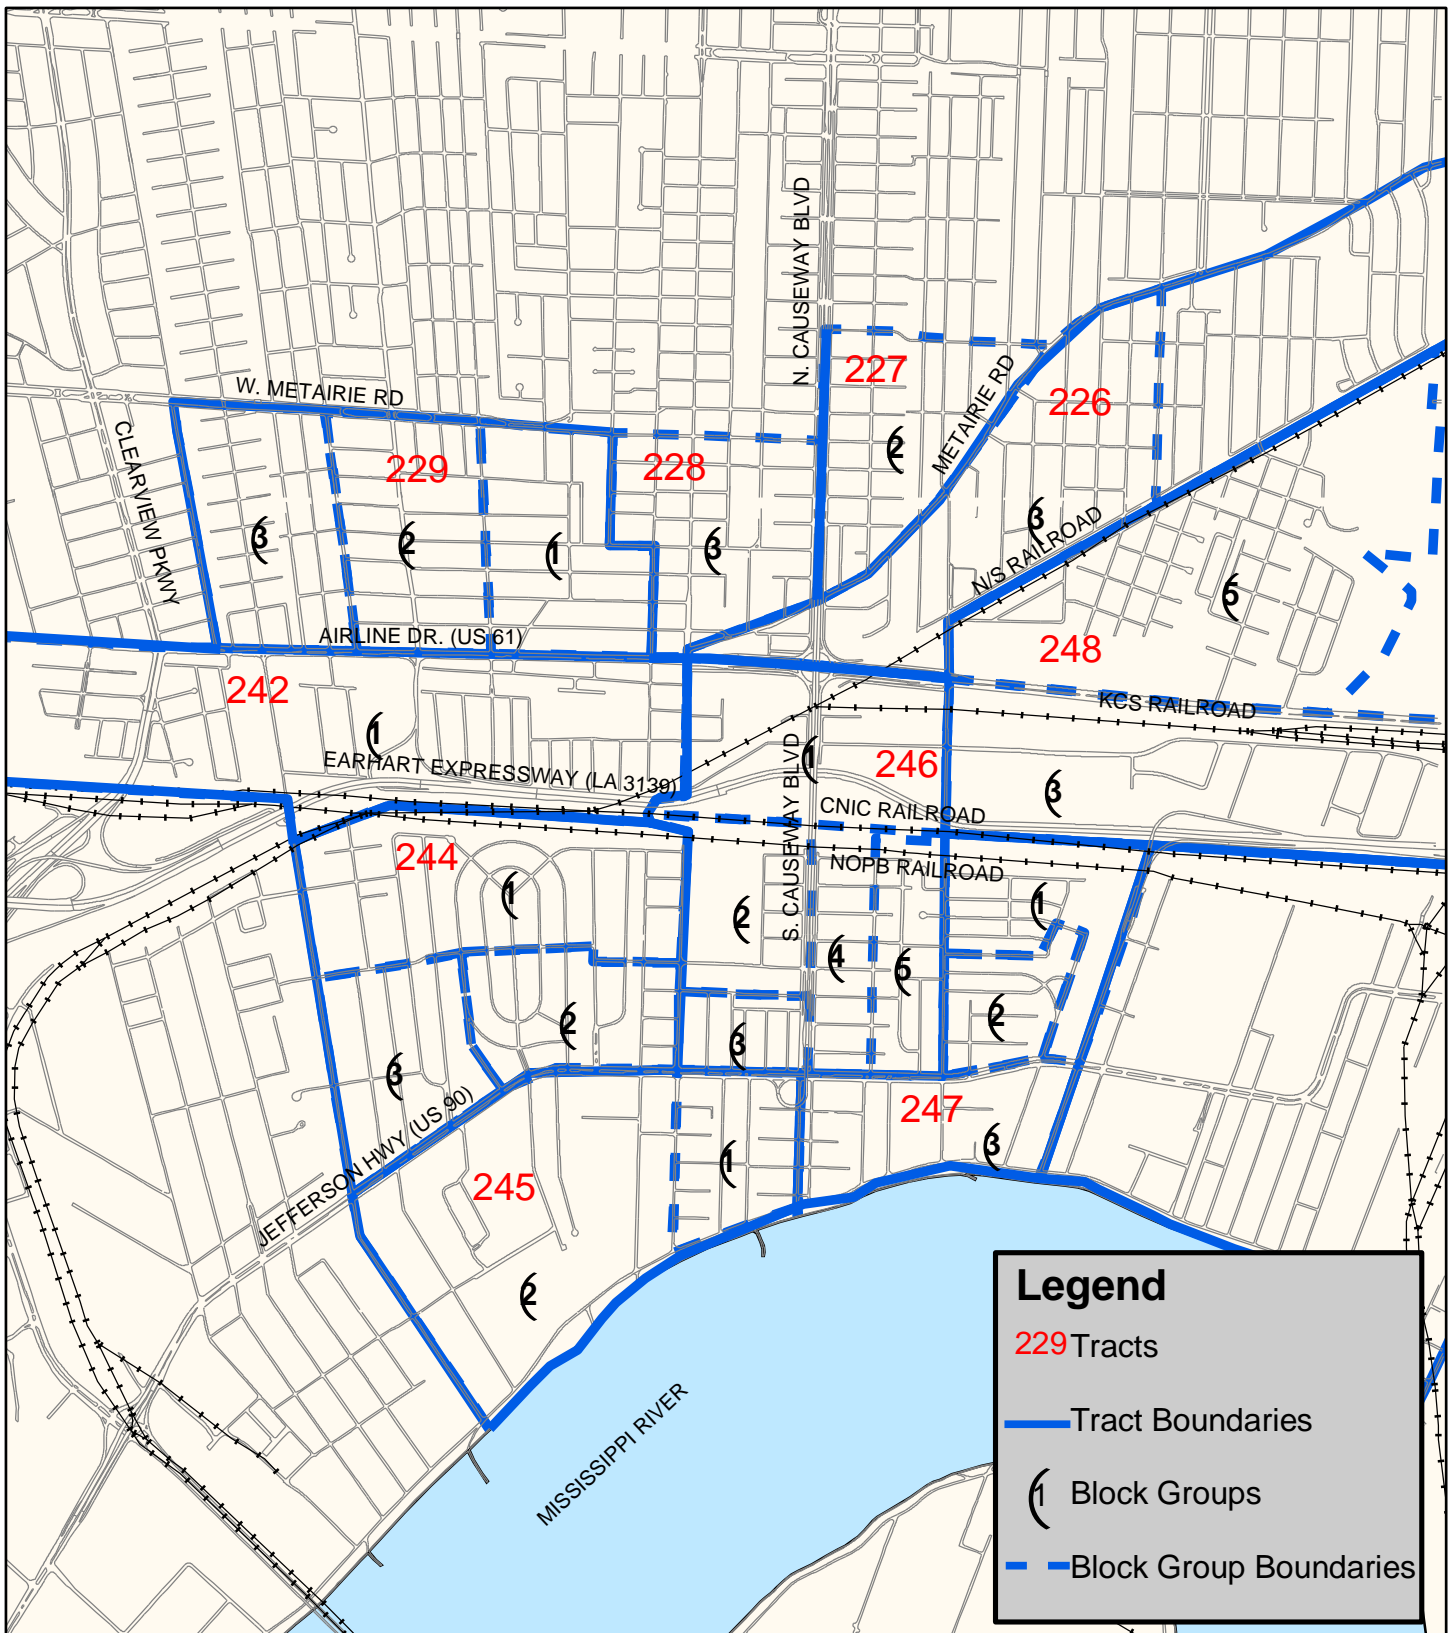 N. CAUSEWAY BLVD
227
W. METAIRIE RD
METAIRIE RD
226
CLEARVIEW PKWY
229
228
2
3
2
1
3
3
N/S RAILROAD
5
AIRLINE DR. (US 61)
248
242
KCS RAILROAD
1
S. CAUSEWAY BLVD
1
246
EARHART EXPRESSWAY (LA 3139)
3
CNIC RAILROAD
244
NOPB RAILROAD
1
2
1
4
5
2
2
3
3
JEFFERSON HWY (US 90)
247
3
1
245
2
MISSISSIPPI RIVER
Legend
229 Tracts
Tract Boundaries
1 Block Groups
Block Group Boundaries